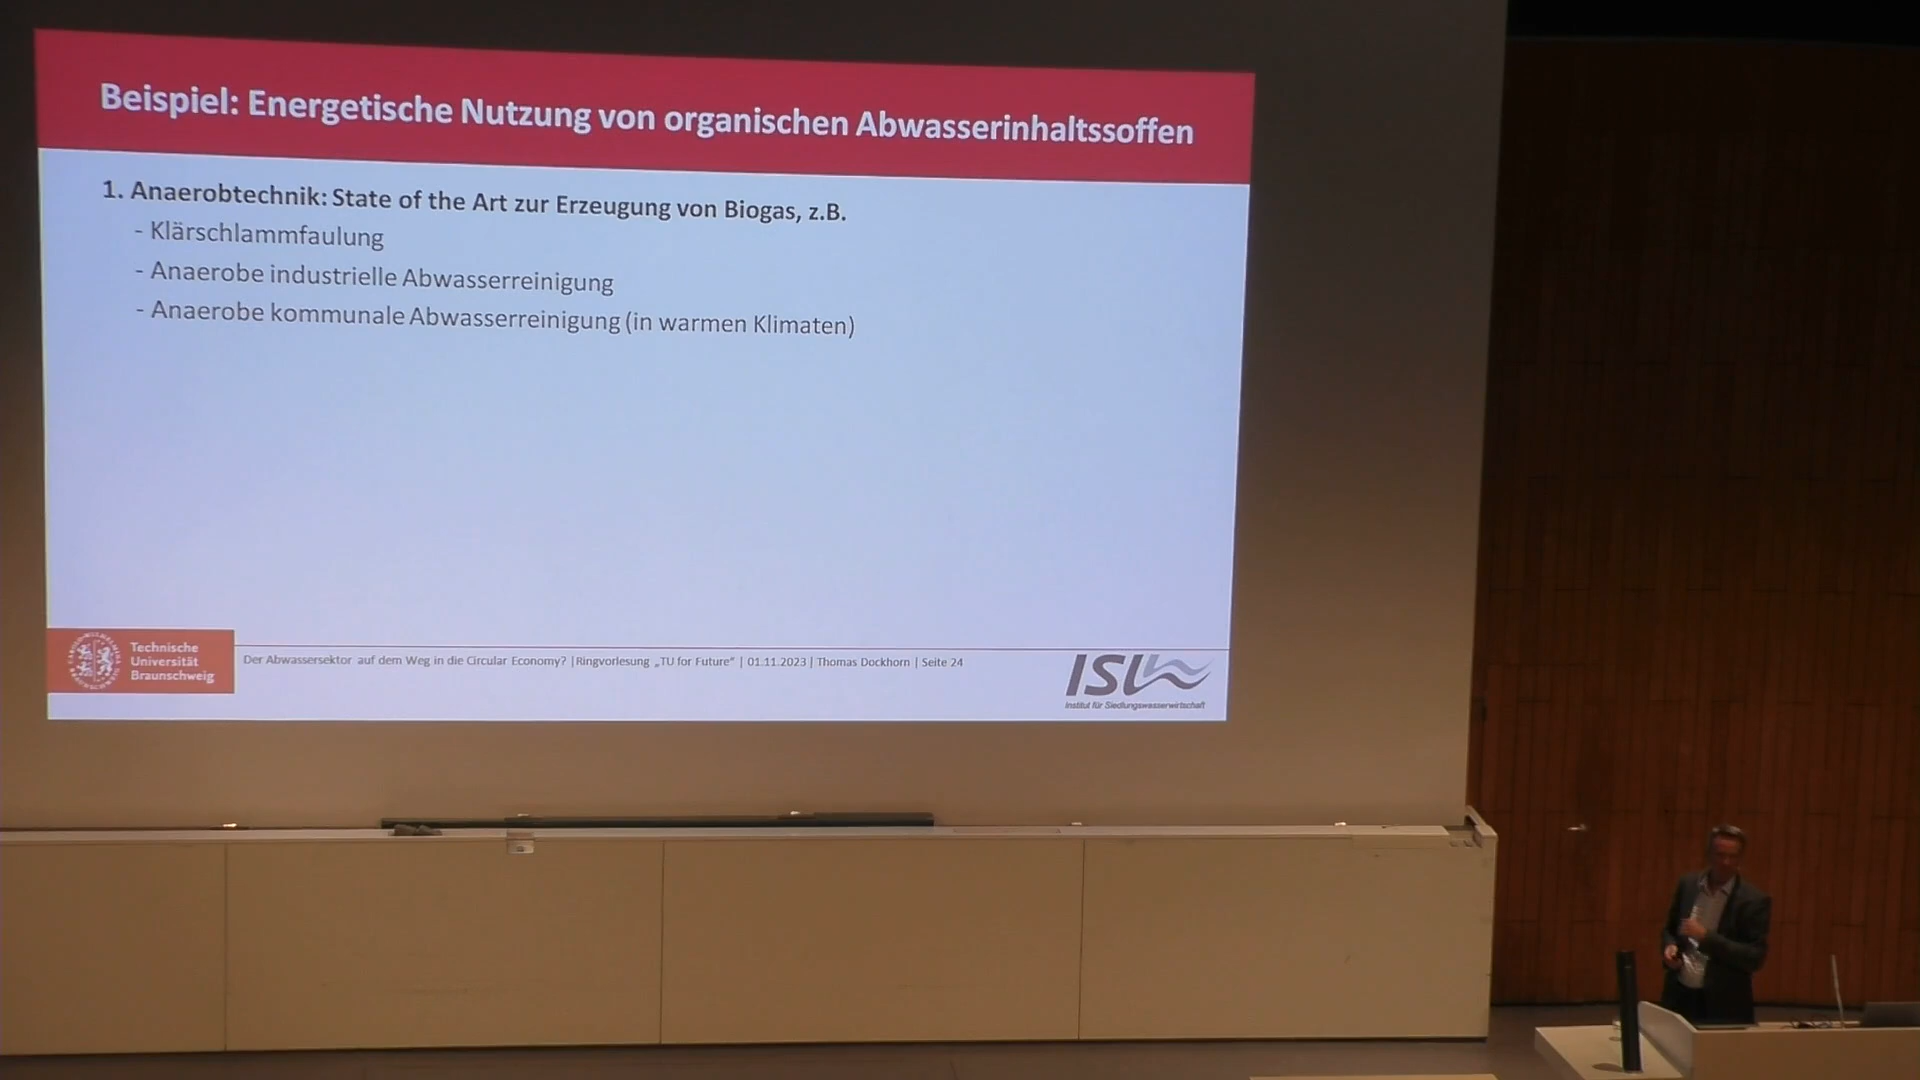 Beispiel: Energetische Nutzung von organischen Abwasserinhaltssoffen
1. Anaerobtechnik: State of the Art zur Erzeugung von Biogas, z.B.
- Klärschlammfaulung
- Anaerobe industrielle Abwasserreinigung
- Anaerobe kommunale Abwasserreinigung (in warmen Klimaten)
Technische
Universität
Braunschweig
Der Abwassersektor auf dem Weg in die Circular Economy? | Ringvorlesung „TU for Future" | 01.11.2023 | Thomas Dockhorn | Seite 24
ISWW
Institut für Siedlungswasserwirtschaft